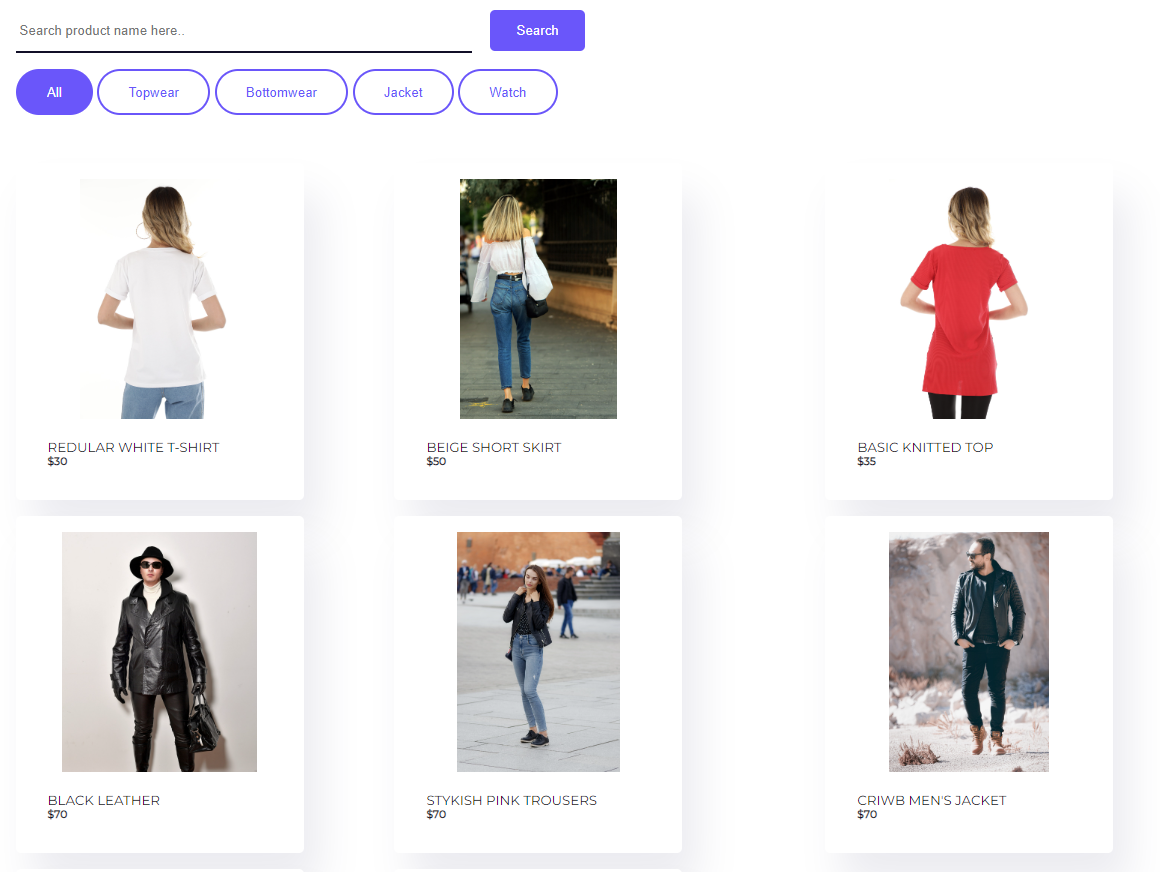 Search product name here..
Search
All
Topwear
Bottomwear
Jacket
Watch
REDULAR WHITE T-SHIRT
$30
BEIGE SHORT SKIRT
$50
BASIC KNITTED TOP
$35
BLACK LEATHER
$70
STYKISH PINK TROUSERS
$70
CRIWB MEN'S JACKET
$70